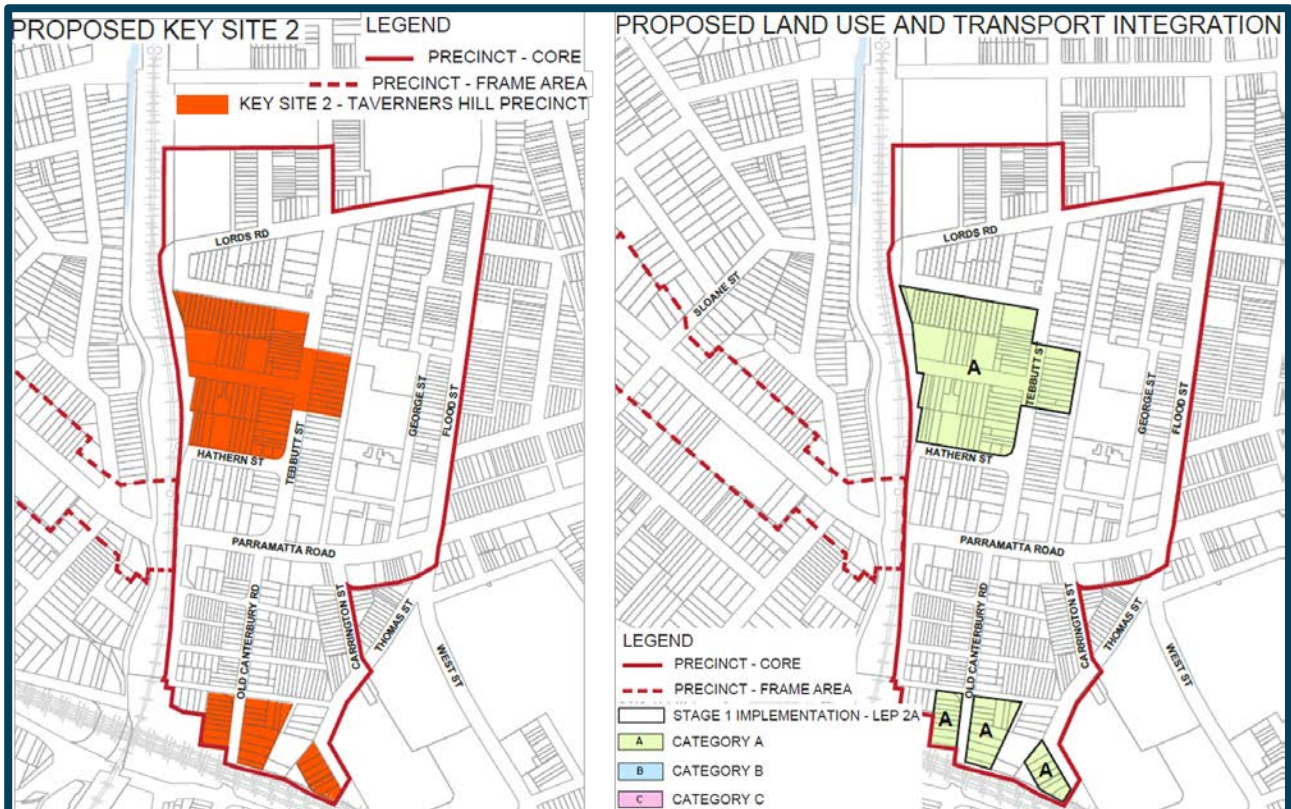 PROPOSED KEY SITE 2
LEGEND
PRECINCT - CORE
PRECINCT - FRAME AREA
KEY SITE 2 - TAVERNERS HILL PRECINCT
LORDS RD
GEORGE ST
FLOOD ST
TEBBUTT ST
HATHERN ST
PARRAMATTA ROAD
OLD CANTERBURY RD
CARRINGTON ST
THOMAS ST
WEST ST
PROPOSED LAND USE AND TRANSPORT INTEGRATION
LORDS RD
SLOANE ST
A
TEBBUTT ST
GEORGE ST
FLOOD ST
HATHERN ST
PARRAMATTA ROAD
OLD CANTERBURY RD
CARRINGTON ST
THOMAS ST
WEST ST
A
A
A
LEGEND
PRECINCT - CORE
PRECINCT - FRAME AREA
STAGE 1 IMPLEMENTATION - LEP 2A
A CATEGORY A
B CATEGORY B
C CATEGORY C